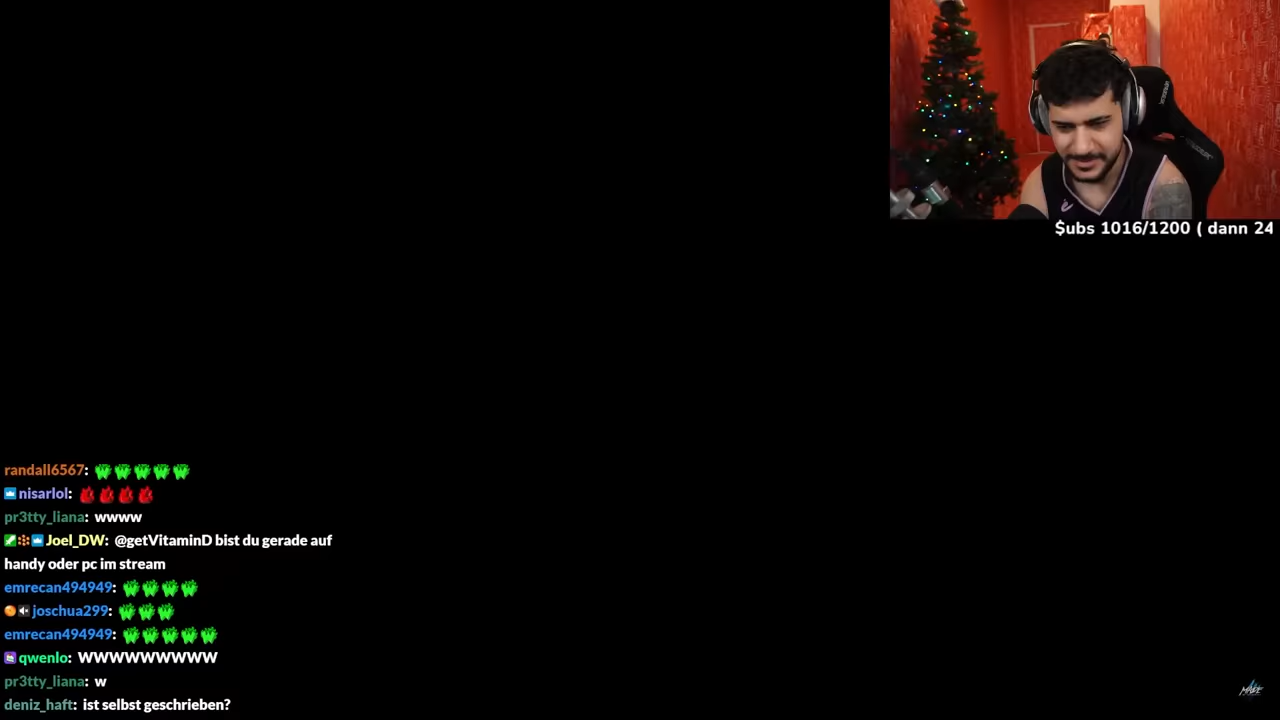 $ubs 1016/1200 ( dann 24
randall6567:
nisarlol:
pr3tty_liana: wwww
Joel_DW: @getVitaminD bist du gerade auf
handy oder pc im stream
emrecan494949:
joschua299:
emrecan494949:
qwenlo: WWWWWWWWW
pr3tty_liana: w
deniz_haft: ist selbst geschrieben?